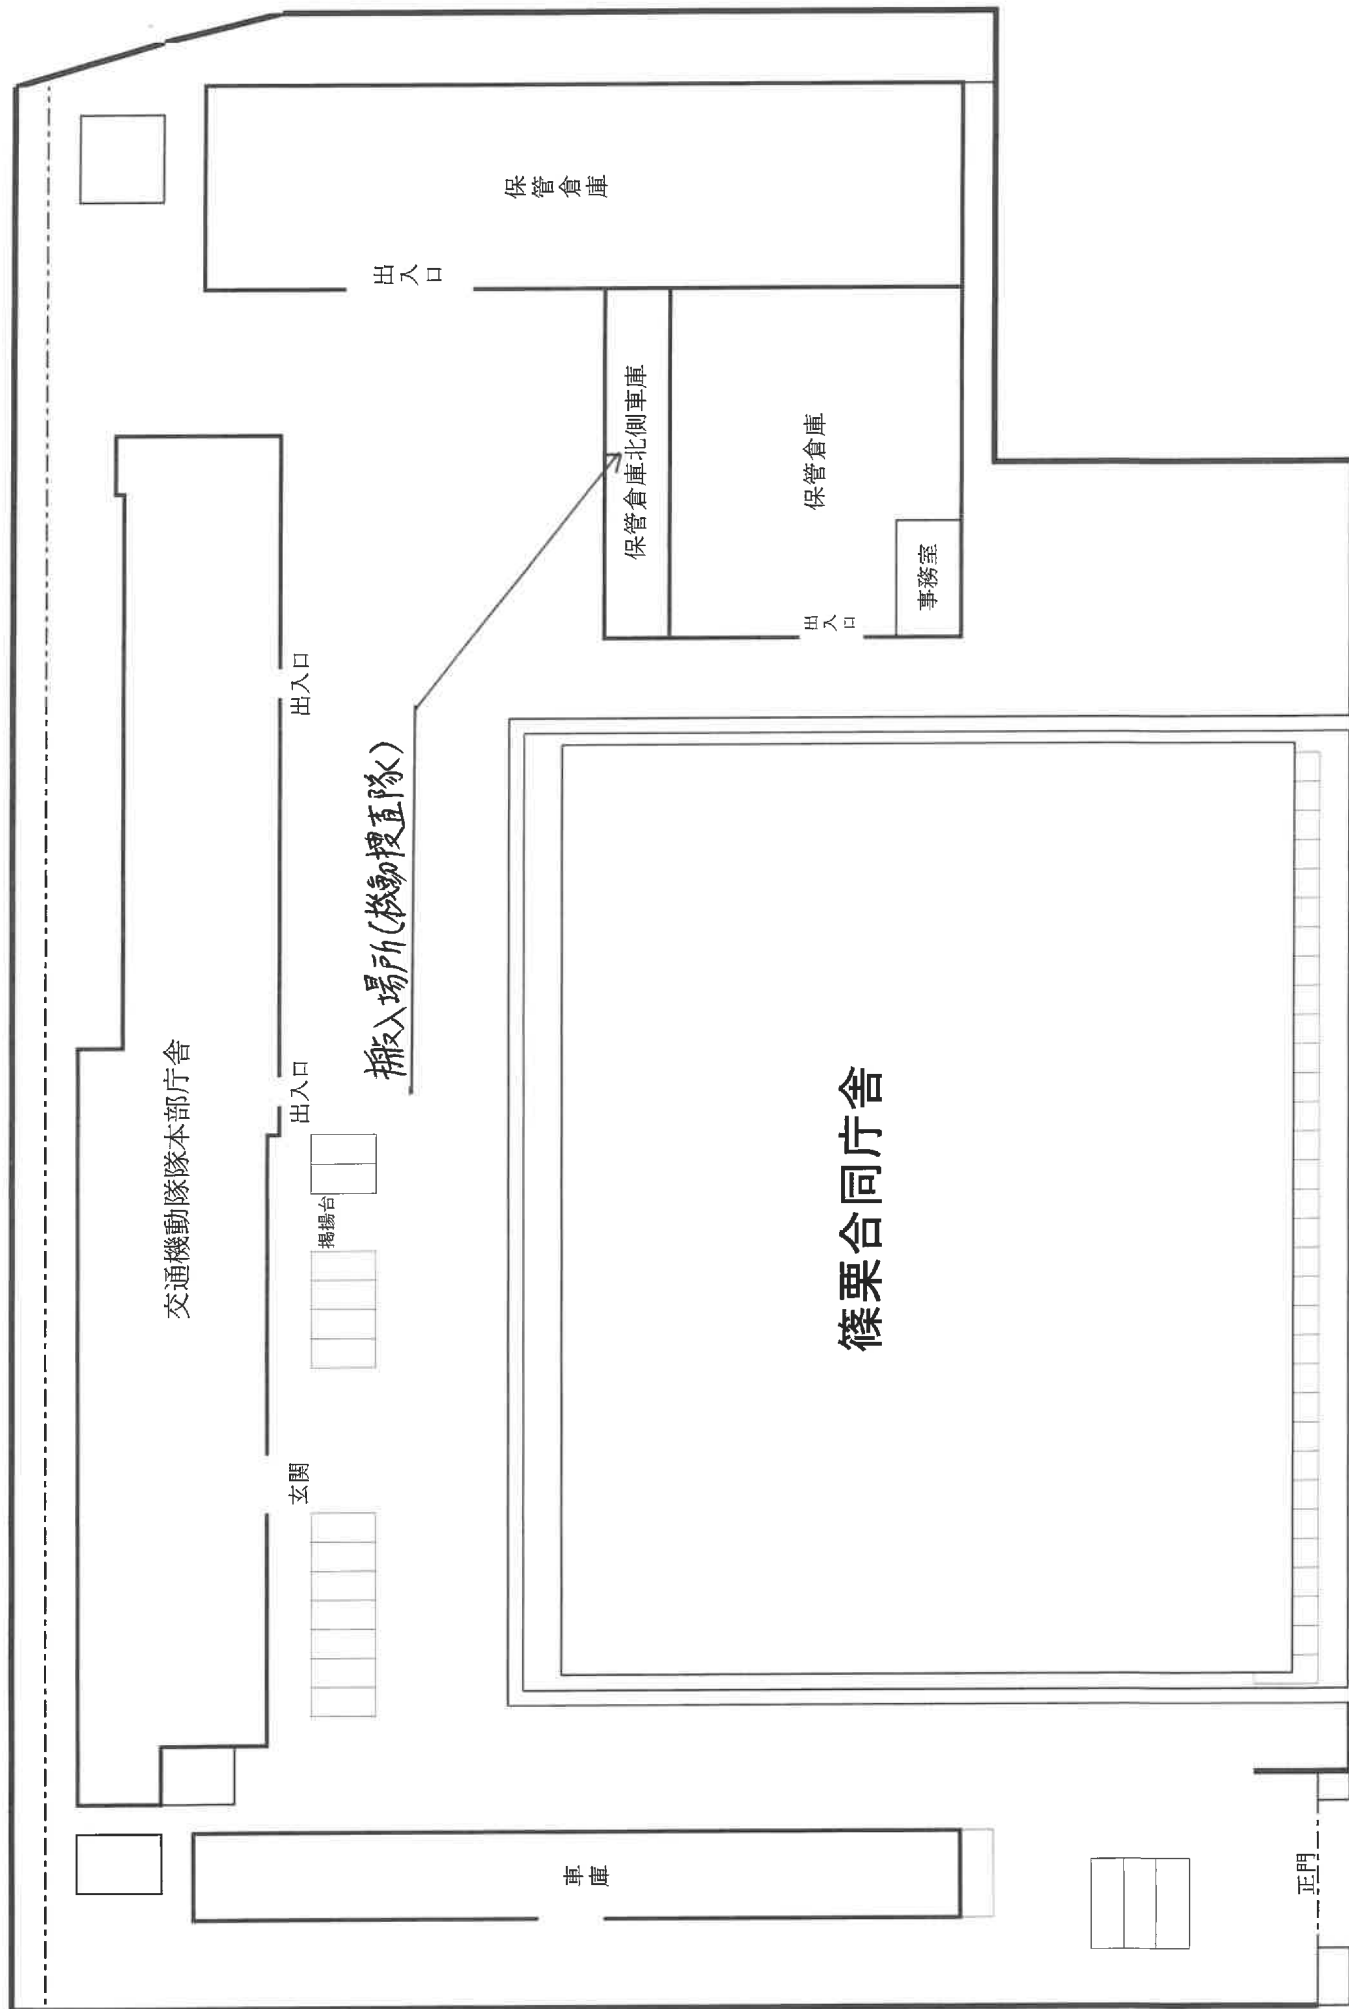 交通機動隊隊本部庁舎
出入口
出入口
玄関
掲揚台
搬入場所(機動捜査隊)
保管倉庫
出入口
保管倉庫北側車庫
保管倉庫
出入口
事務室
篠栗合同庁舎
車庫
正門